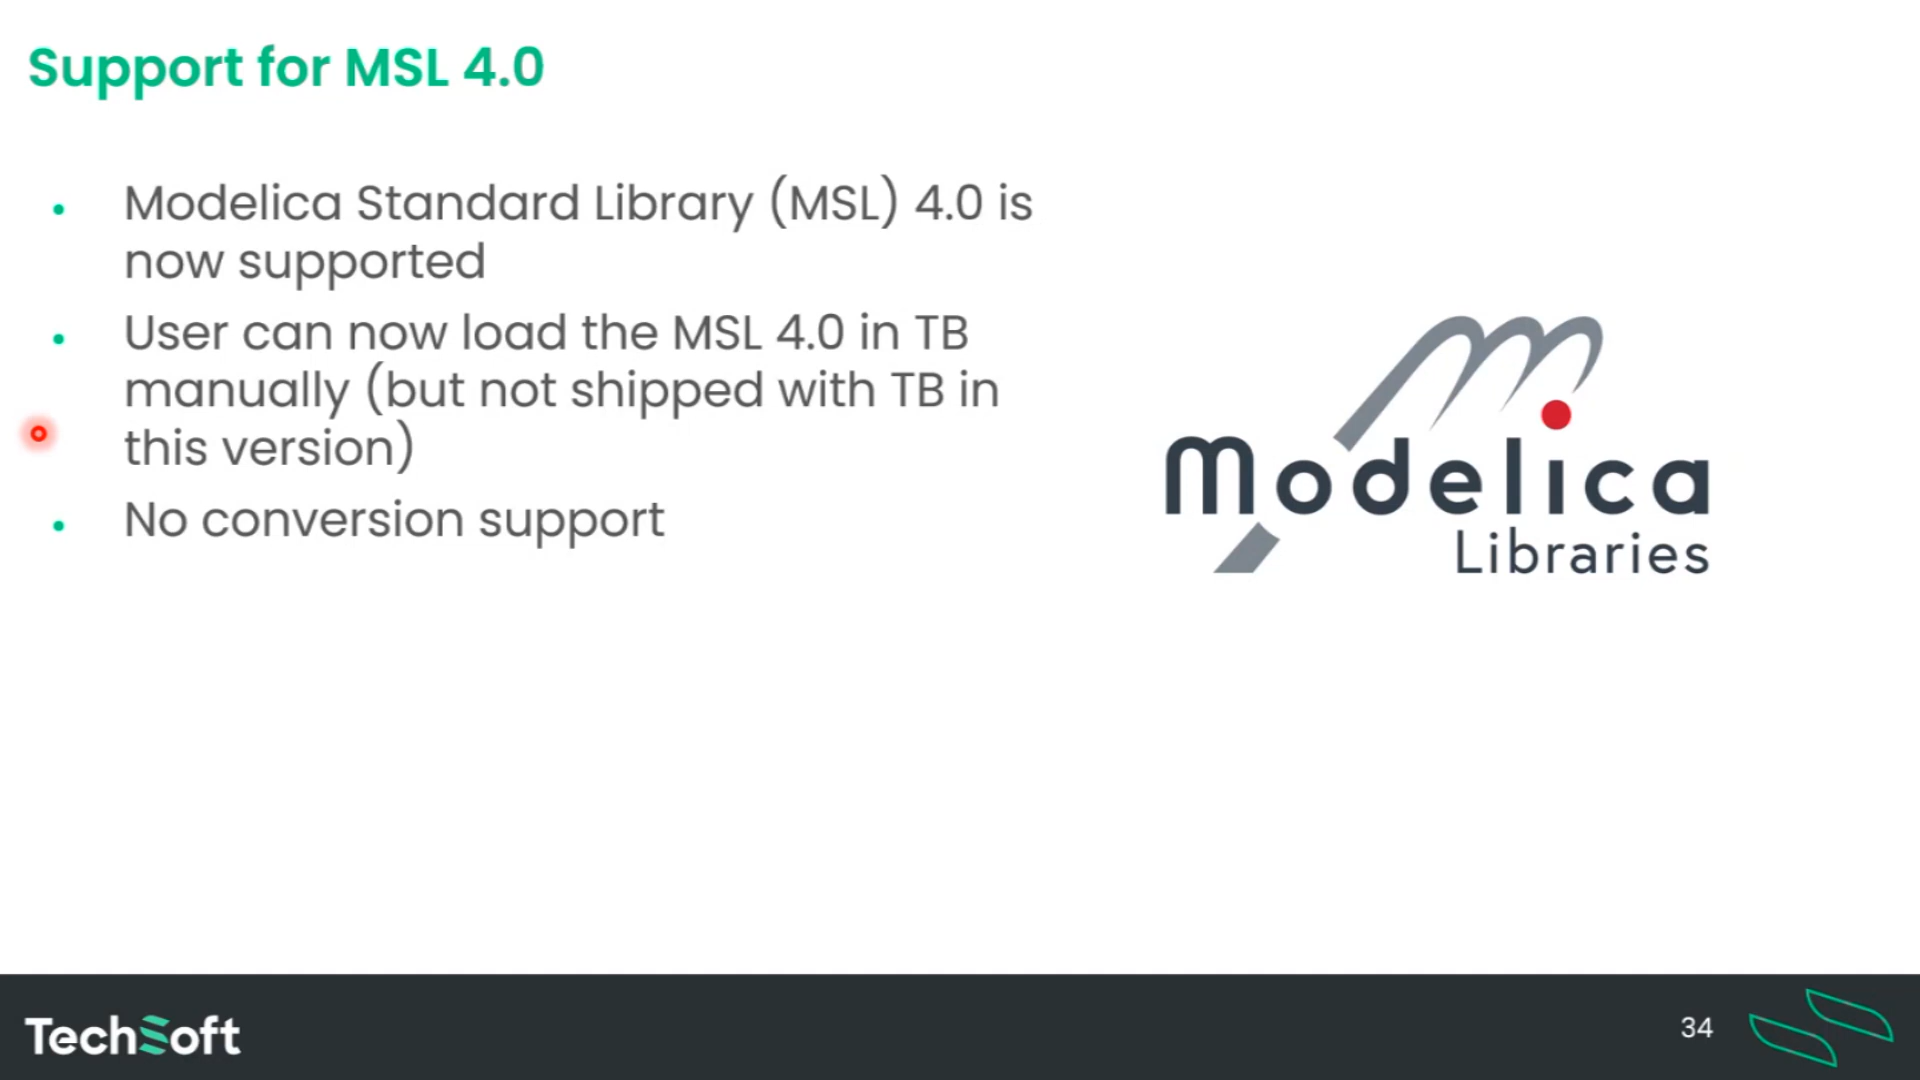 Support for MSL 4.0
• Modelica Standard Library (MSL) 4.0 is
now supported
• User can now load the MSL 4.0 in TB
manually (but not shipped with TB in
this version)
• No conversion support
Modelica
Libraries
TechSoft
34